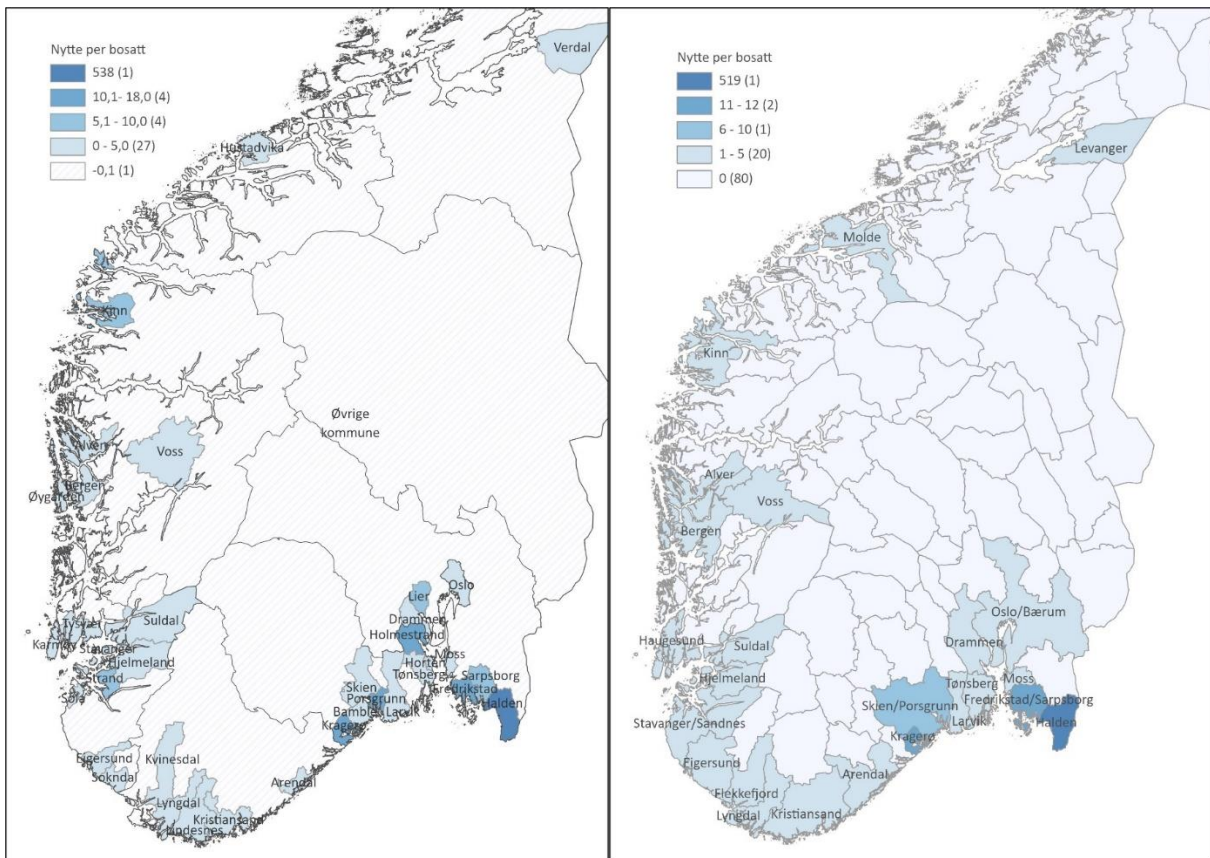 Nytte per bosatt
538 (1)
10,1- 18,0 (4)
5,1 - 10,0 (4)
0 - 5,0 (27)
-0,1 (1)
Verdal
Hustadvika
Kinn
Øvrige
kommune
Alver
Voss
Bergen
Øygarden
Oslo
Lier
Drammen
Holmestrand
Suldal
Tysvær
Karmøy
Stavanger
Hjelmeland
Strand
Sola
Moss
Horten
Tønsberg
Sarpsborg
Fredrikstad
Halden
Skien
Porsgrunn
Bamble
Larvik
Kragerø
Eigersund
Sokndal
Kvinesdal
Arendal
Lyngdal
Kristiansand
Lindesnes
Nytte per bosatt
519 (1)
11 - 12 (2)
6 - 10 (1)
1 - 5 (20)
0 (80)
Levanger
Molde
Kinn
Alver
Voss
Bergen
Oslo/Bærum
Haugesund
Suldal
Drammen
Hjelmeland
Tønsberg
Moss
Skien/Porsgrunn
Fredrikstad/Sarpsborg
Stavanger/Sandnes
Larvik
Halden
Kragerø
Eigersund
Arendal
Flekkefjord
Lyngdal
Kristiansand